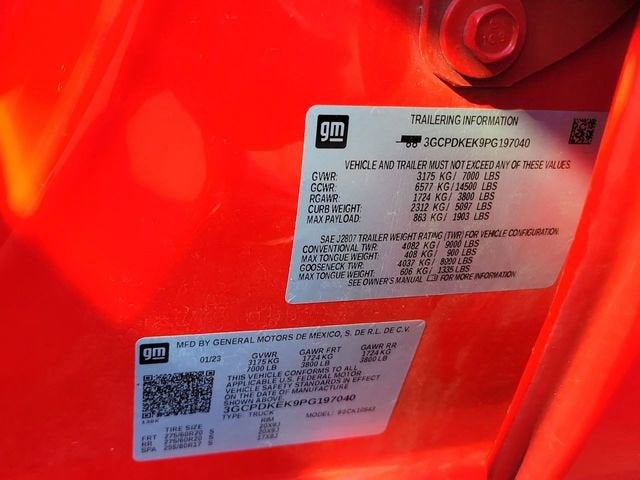 gm
TRAILERING INFORMATION
3GCPDKEK9PG197040
VEHICLE AND TRAILER MUST NOT EXCEED ANY OF THESE VALUES.
GVWR: 3175 KG/ 7000 LBS
GCWR: 6577 KG/14500 LBS
RGAWR: 1724 KG/ 3800 LBS
CURB WEIGHT: 2312 KG/ 5097 LBS
MAX PAYLOAD: 863 KG/ 1903 LBS
SAE J2807 TRAILER WEIGHT RATING (TWR) FOR VEHICLE CONFIGURATION.
CONVENTIONAL TWR: 4082 KG/ 9000 LBS
MAX TONGUE WEIGHT: 408 KG/ 900 LBS
GOOSENECK TWR: 4037 KG/ LBS
MAX TONGUE WEIGHT: 606 KG/ 1335 LBS
SEE OWNER'S MANUAL FOR MORE INFORMATION.
gm
MFD BY GENERAL MOTORS DE MEXICO, S. DE R.L. DE C.V.
01/23 GVWR GAWR FRT GAWR RR
3175 KG 1724 KG 1724 KG
7000 LB 3800 LB 3800 LB
THIS VEHICLE CONFORMS TO ALL
APPLICABLE U.S. FEDERAL MOTOR
VEHICLE SAFETY STANDARDS IN EFFECT
ON THE DATE OF MANUFACTURE
SHOWN ABOVE.
3GCPDKEK9PG197040
TYPE: TRUCK MODEL:
TIRE SIZE RIM
FRT 275/60R20 S 20X9J
RR 275/60R20 S 20X9J
SPA 255/80R17 S 17X8J